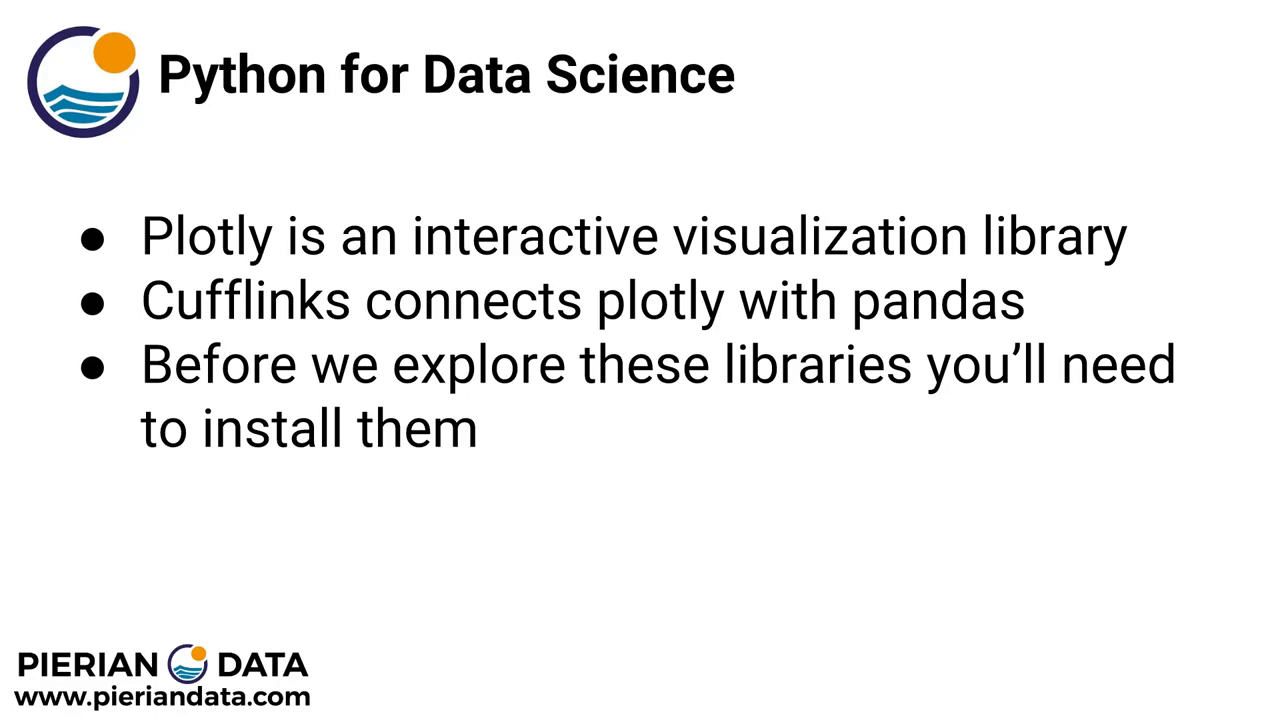 Python for Data Science
● Plotly is an interactive visualization library
● Cufflinks connects plotly with pandas
● Before we explore these libraries you’ll need
to install them
PIERIAN DATA
www.pieriandata.com